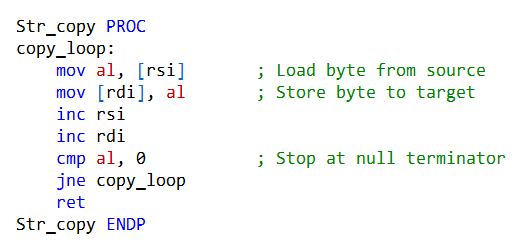 Str_copy PROC
copy_loop:
    mov al, [rsi]       ; Load byte from source
    mov [rdi], al       ; Store byte to target
    inc rsi
    inc rdi
    cmp al, 0           ; Stop at null terminator
    jne copy_loop
    ret
Str_copy ENDP